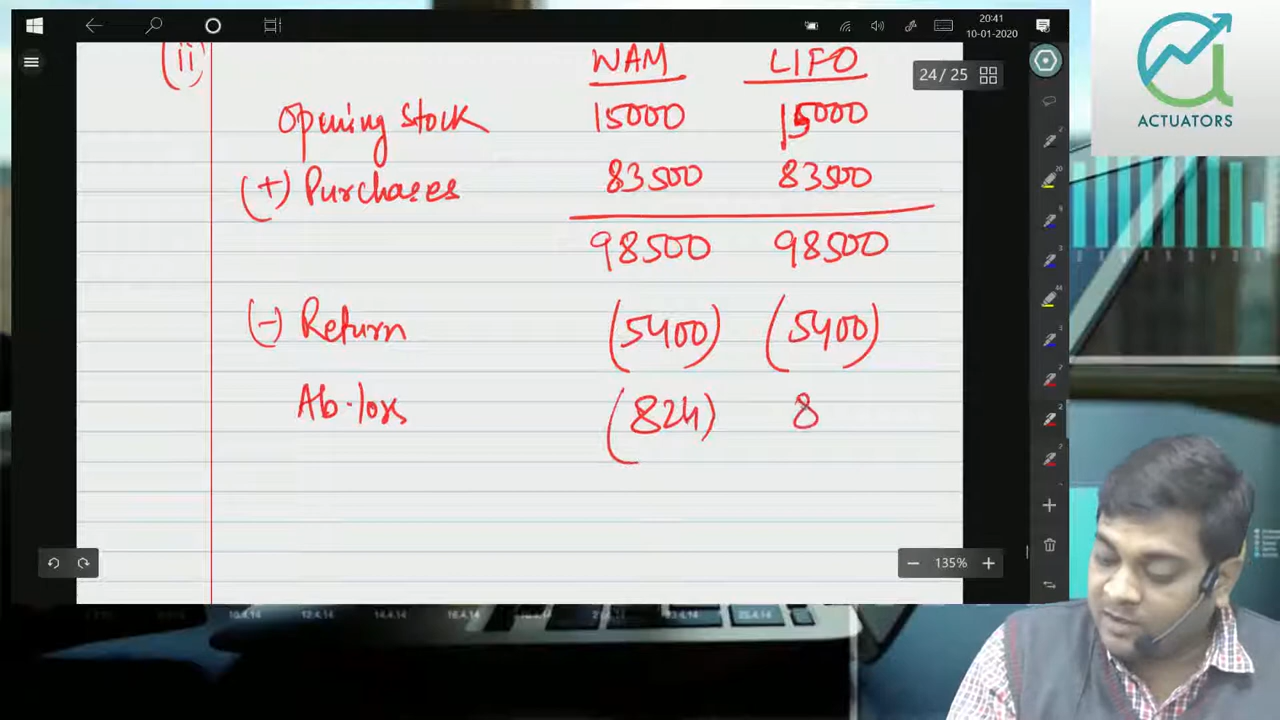 20:41
10-01-2020
24/25
ACTUATORS
(ii) WAM LIFO
Opening Stock 15000 15000
(+) Purchases 83500 83500
98500 98500
(-) Return (5400) (5400)
Ab. loss (824) 8
135%